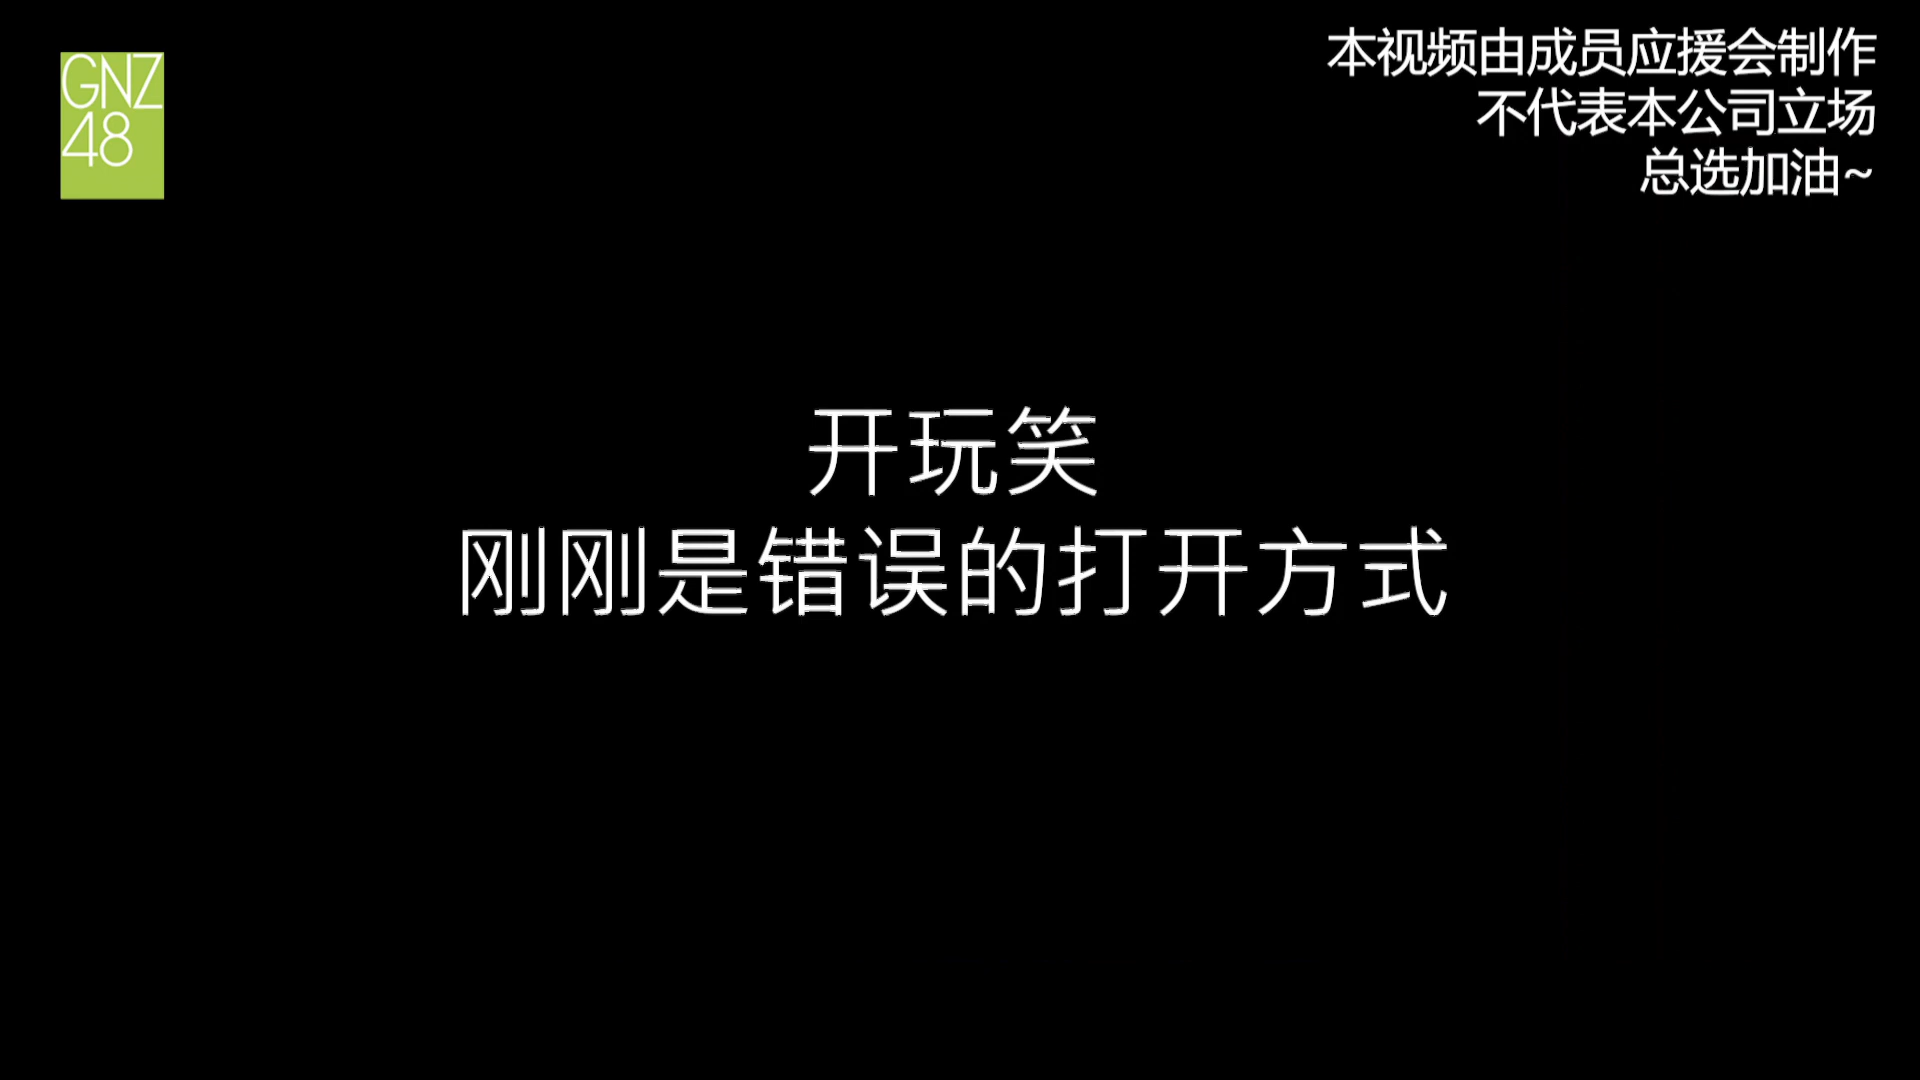 GNZ
48
本视频由成员应援会制作
不代表本公司立场
总选加油~
开玩笑
刚刚是错误的打开方式